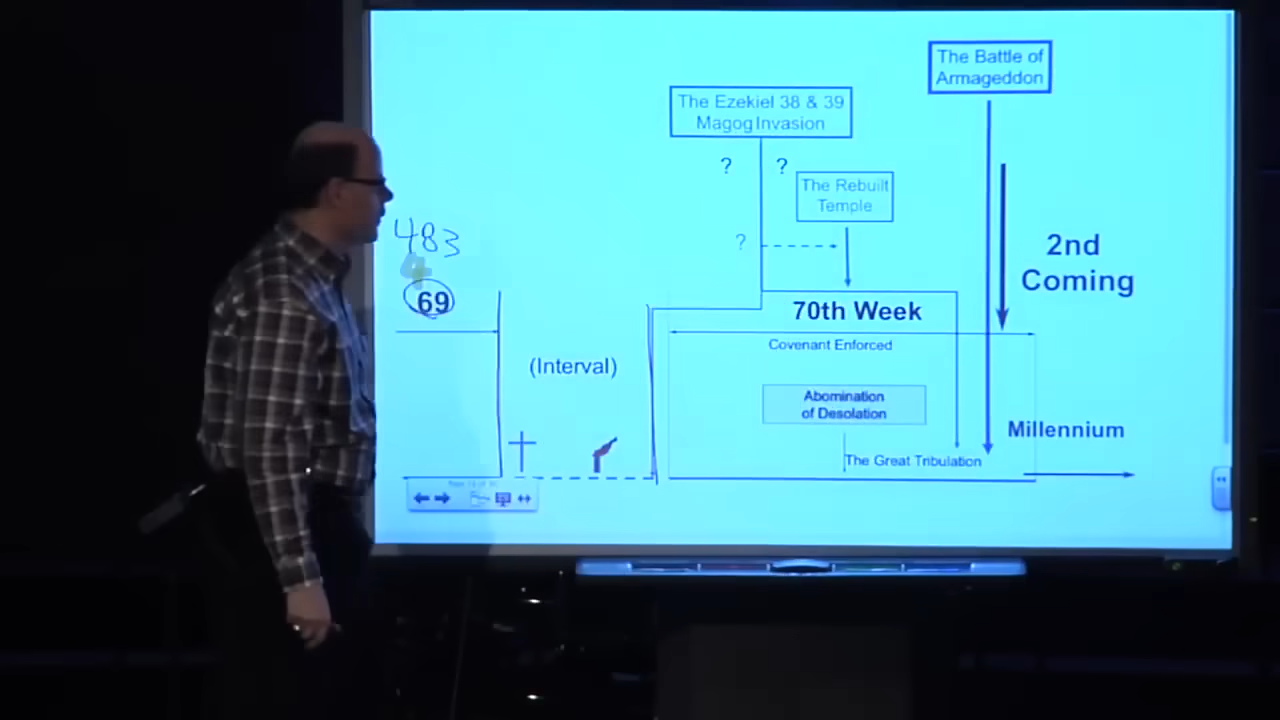 The Battle of
Armageddon
The Ezekiel 38 & 39
Magog Invasion
?
?
The Rebuilt
Temple
?
483
69
2nd
Coming
70th Week
Covenant Enforced
(Interval)
Abomination
of Desolation
Millennium
The Great Tribulation